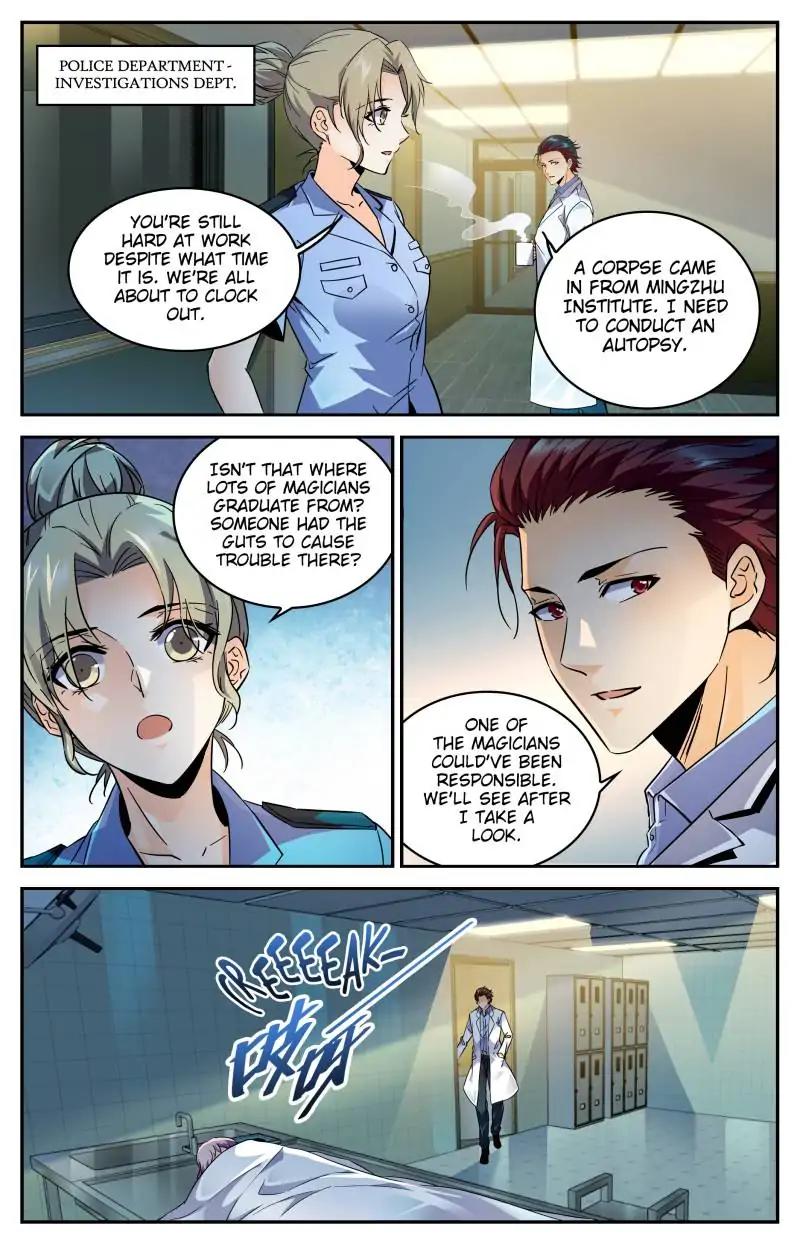 POLICE DEPARTMENT -
INVESTIGATIONS DEPT.
YOU'RE STILL
HARD AT WORK
DESPITE WHAT TIME
IT IS. WE'RE ALL
ABOUT TO CLOCK
OUT.
A CORPSE CAME
IN FROM MINGZHU
INSTITUTE. I NEED
TO CONDUCT AN
AUTOPSY.
ISN'T THAT WHERE
LOTS OF MAGICIANS
GRADUATE FROM?
SOMEONE HAD THE
GUTS TO CAUSE
TROUBLE THERE?
ONE OF
THE MAGICIANS
COULD'VE BEEN
RESPONSIBLE.
WE'LL SEE AFTER
I TAKE A
LOOK.
CREEEEAK-
吱呀